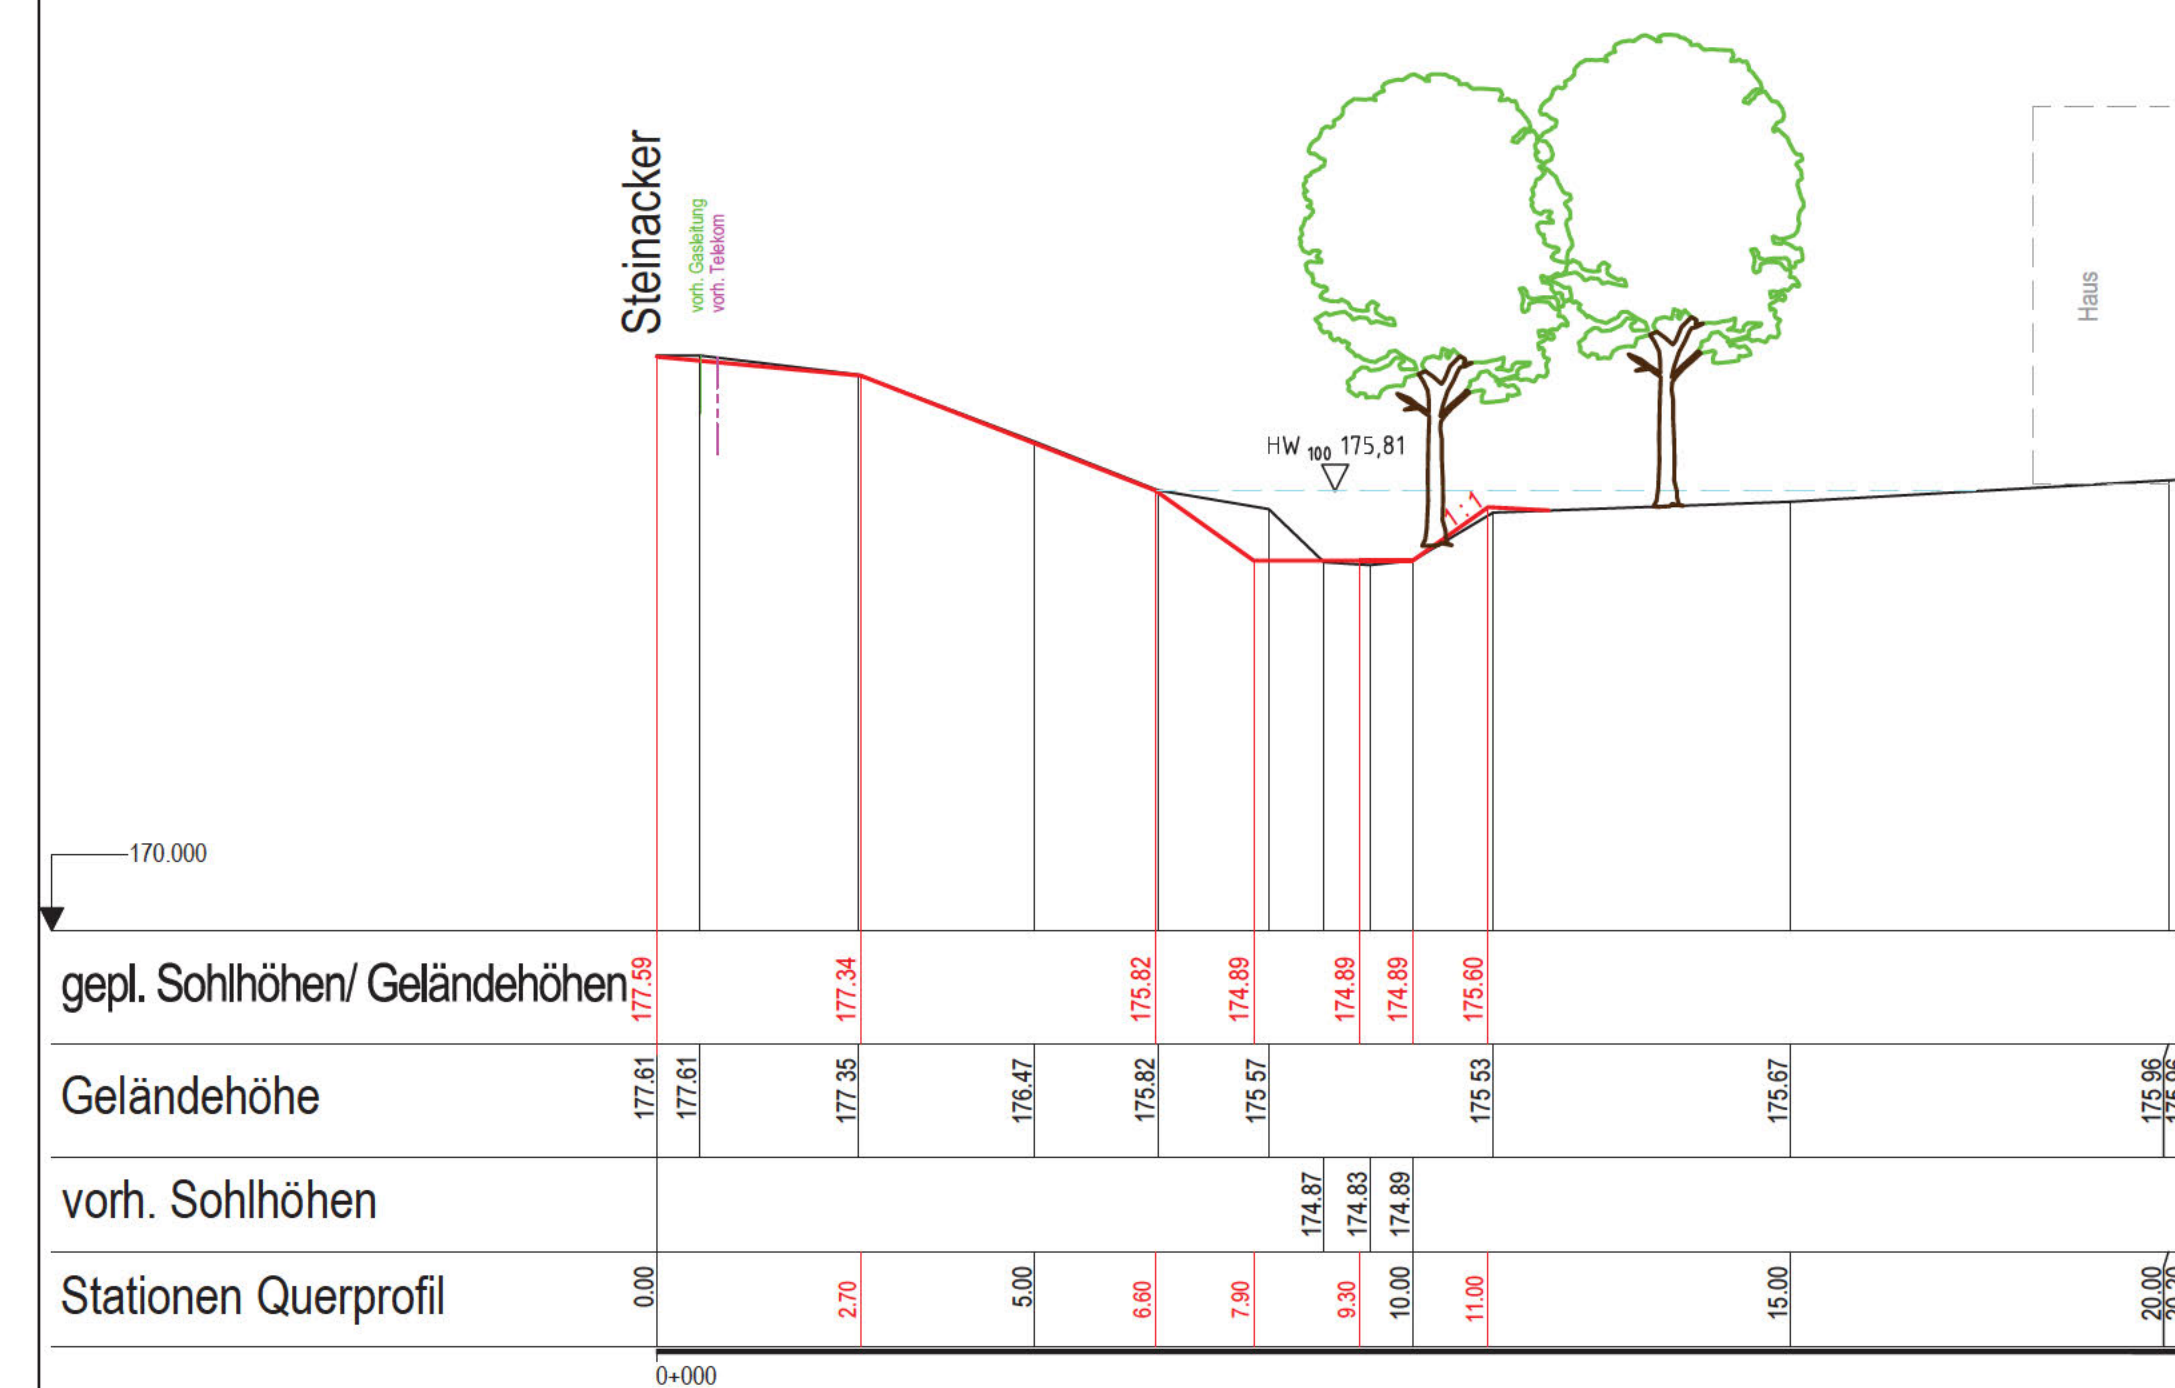 Steinacker
vorh. Gasleitung
vorh. Telekom
Haus
HW 100 175,81
1:1
170.000
gepl. Sohlhöhen/ Geländehöhen 177.59 177.34 175.82 174.89 174.89 174.89 175.60
Geländehöhe 177.61 177.61 177 35 176.47 175.82 175 57 175 53 175.67 175 96
vorh. Sohlhöhen 174.87 174.83 174.89
Stationen Querprofil 0.00 2.70 5.00 6.60 7.90 9.30 10.00 11.00 15.00 20.00
0+000